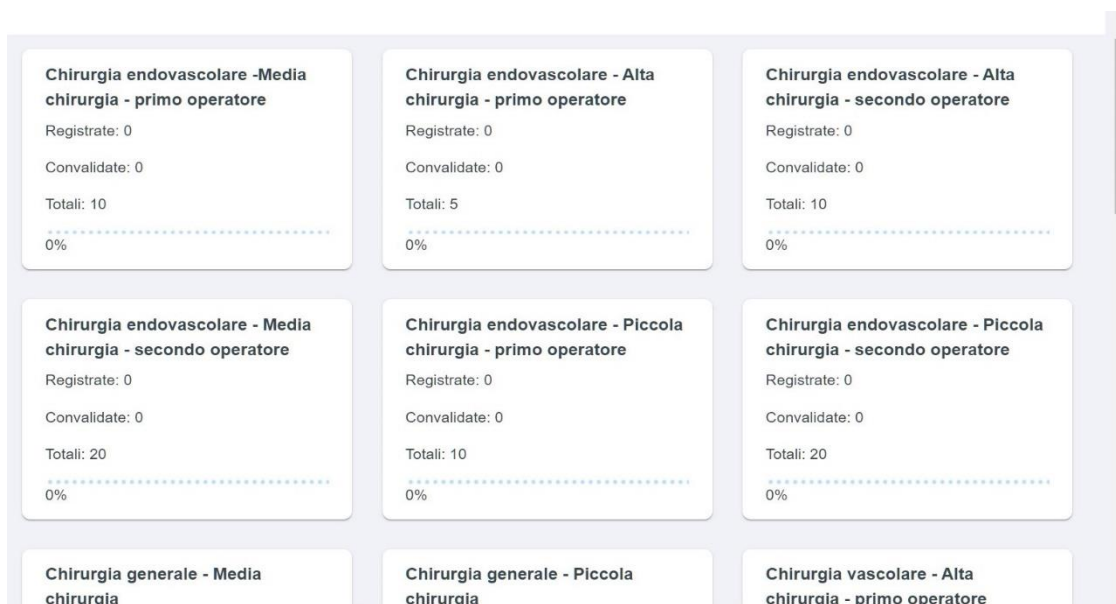 Chirurgia endovascolare -Media
chirurgia - primo operatore
Registrate: 0
Convalidate: 0
Totali: 10
0%
Chirurgia endovascolare - Alta
chirurgia - primo operatore
Registrate: 0
Convalidate: 0
Totali: 5
0%
Chirurgia endovascolare - Alta
chirurgia - secondo operatore
Registrate: 0
Convalidate: 0
Totali: 10
0%
Chirurgia endovascolare - Media
chirurgia - secondo operatore
Registrate: 0
Convalidate: 0
Totali: 20
0%
Chirurgia endovascolare - Piccola
chirurgia - primo operatore
Registrate: 0
Convalidate: 0
Totali: 10
0%
Chirurgia endovascolare - Piccola
chirurgia - secondo operatore
Registrate: 0
Convalidate: 0
Totali: 20
0%
Chirurgia generale - Media
chirurgia
Chirurgia generale - Piccola
chirurgia
Chirurgia vascolare - Alta
chirurgia - primo operatore